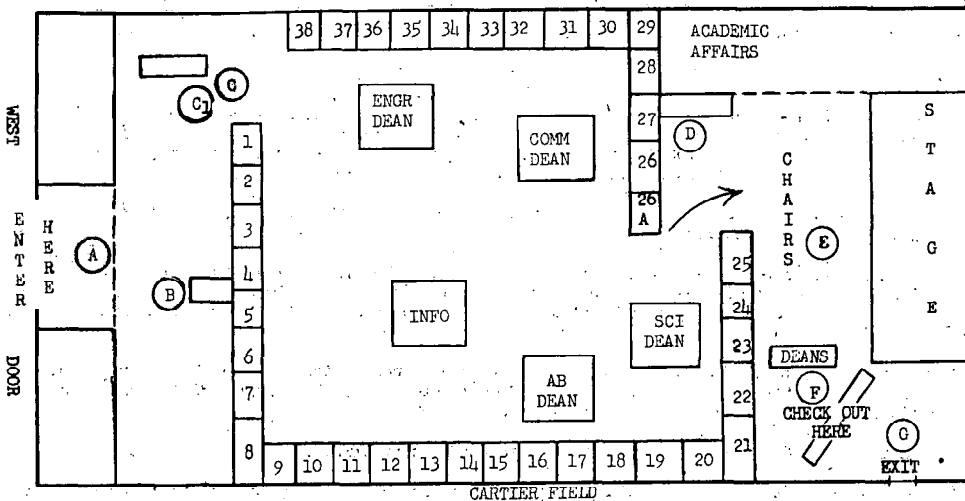 38 37 36 35 34 33 32 31 30 29
ACADEMIC
AFFAIRS
28
ENGR
DEAN
C
C1
COMM
DEAN
27
D
26
26
A
1
2
3
4
5
6
7
8
WEST
ENTER
HERE
DOOR
A
B
INFO
SCI
DEAN
AB
DEAN
25
24
23
22
21
CHAIRS
E
STAGE
DEANS
F
CHECK OUT
HERE
G
EXIT
9 10 11 12 13 14 15 16 17 18 19 20
CARTIER FIELD